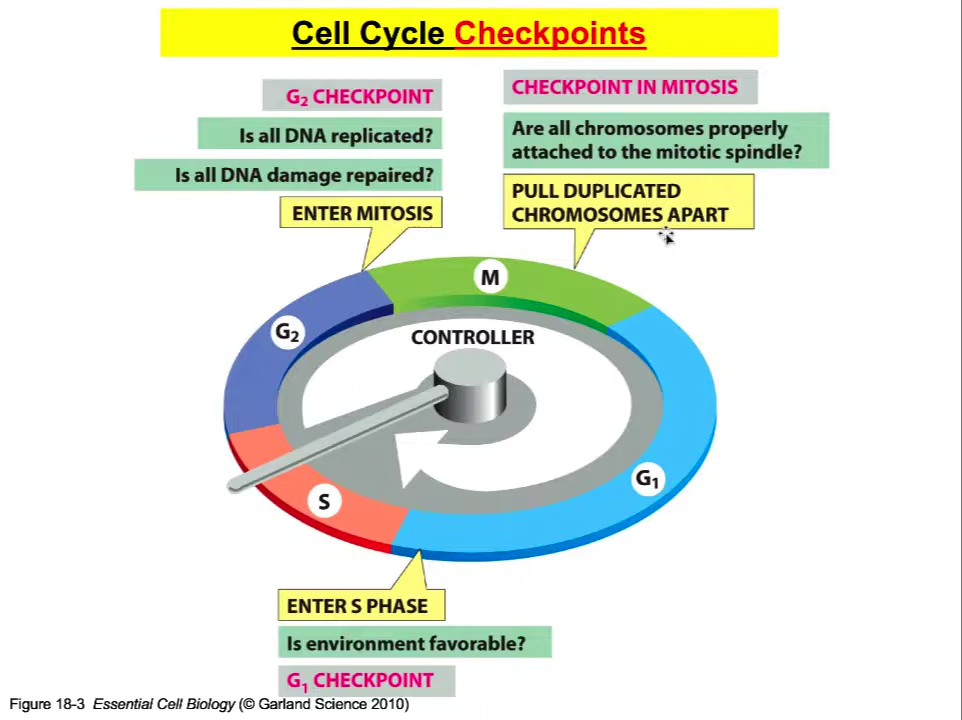 Cell Cycle Checkpoints
G₂ CHECKPOINT
Is all DNA replicated?
Is all DNA damage repaired?
ENTER MITOSIS
CHECKPOINT IN MITOSIS
Are all chromosomes properly
attached to the mitotic spindle?
PULL DUPLICATED
CHROMOSOMES APART
M
G₂
CONTROLLER
G₁
S
ENTER S PHASE
Is environment favorable?
G₁ CHECKPOINT
Figure 18-3 Essential Cell Biology (© Garland Science 2010)